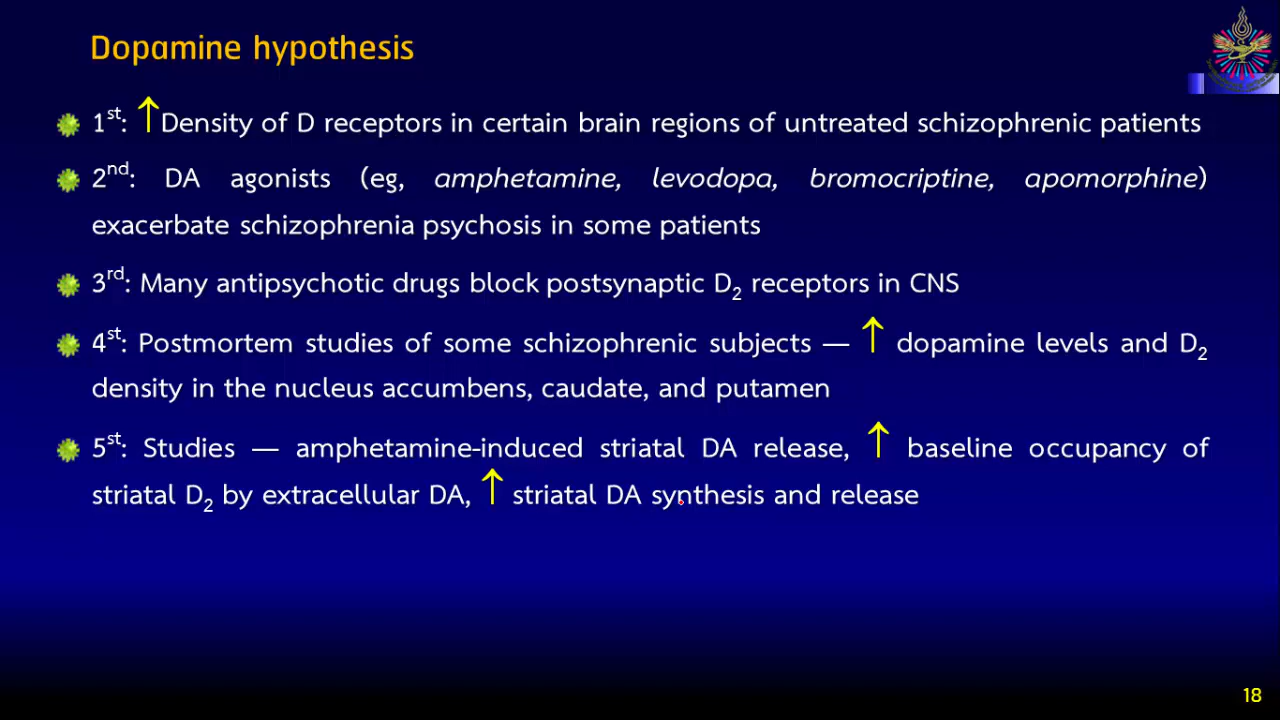 Dopamine hypothesis
1st: ↑Density of D receptors in certain brain regions of untreated schizophrenic patients
2nd: DA agonists (eg, amphetamine, levodopa, bromocriptine, apomorphine)
exacerbate schizophrenia psychosis in some patients
3rd: Many antipsychotic drugs block postsynaptic D2 receptors in CNS
4st: Postmortem studies of some schizophrenic subjects — ↑ dopamine levels and D2
density in the nucleus accumbens, caudate, and putamen
5st: Studies — amphetamine-induced striatal DA release, ↑ baseline occupancy of
striatal D2 by extracellular DA, ↑ striatal DA synthesis and release
18